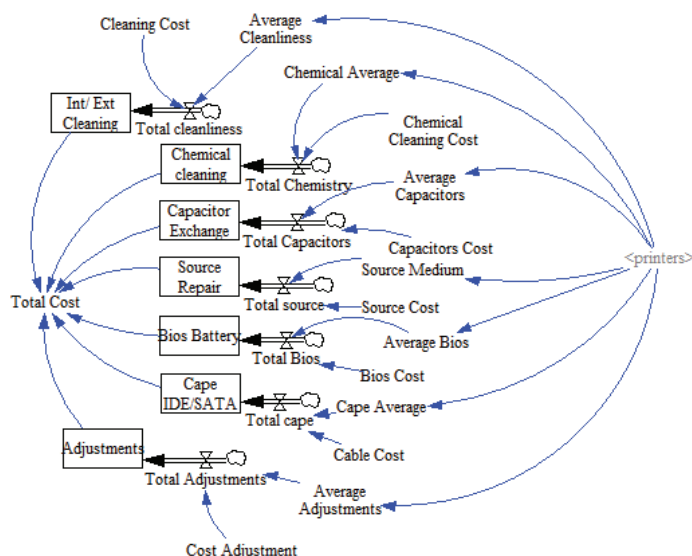 Cleaning Cost
Average
Cleanliness
Chemical Average
Int/ Ext
Cleaning
Total cleanliness
Chemical
Cleaning Cost
Chemical
cleaning
Total Chemistry
Average
Capacitors
Capacitor
Exchange
Total Capacitors
Capacitors Cost
<printers>
Source Medium
Source
Repair
Total Cost
Total source
Source Cost
Bios Battery
Average Bios
Total Bios
Bios Cost
Cape
IDE/SATA
Total cape
Cape Average
Adjustments
Cable Cost
Total Adjustments
Average
Adjustments
Cost Adjustment